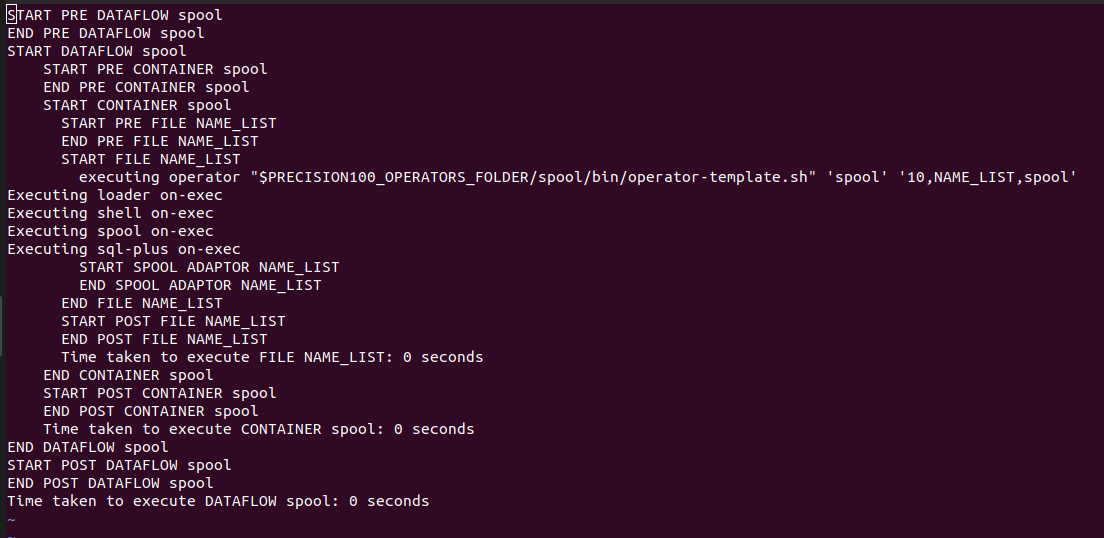 START PRE DATAFLOW spool
END PRE DATAFLOW spool
START DATAFLOW spool
    START PRE CONTAINER spool
    END PRE CONTAINER spool
    START CONTAINER spool
      START PRE FILE NAME_LIST
      END PRE FILE NAME_LIST
      START FILE NAME_LIST
        executing operator "$PRECISION100_OPERATORS_FOLDER/spool/bin/operator-template.sh" 'spool' '10,NAME_LIST,spool'
Executing loader on-exec
Executing shell on-exec
Executing spool on-exec
Executing sql-plus on-exec
        START SPOOL ADAPTOR NAME_LIST
        END SPOOL ADAPTOR NAME_LIST
      END FILE NAME_LIST
      START POST FILE NAME_LIST
      END POST FILE NAME_LIST
      Time taken to execute FILE NAME_LIST: 0 seconds
    END CONTAINER spool
    START POST CONTAINER spool
    END POST CONTAINER spool
    Time taken to execute CONTAINER spool: 0 seconds
END DATAFLOW spool
START POST DATAFLOW spool
END POST DATAFLOW spool
Time taken to execute DATAFLOW spool: 0 seconds
~
~